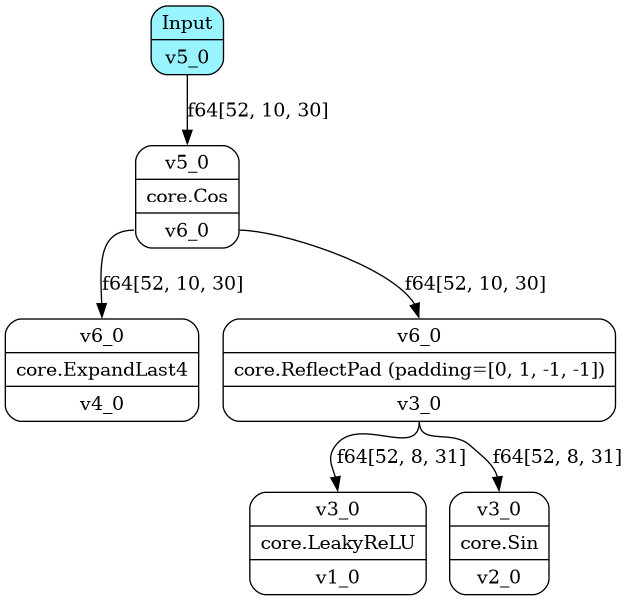 Input
v5_0
f64[52, 10, 30]
v5_0
core.Cos
v6_0
f64[52, 10, 30]
f64[52, 10, 30]
v6_0
core.ExpandLast4
v4_0
v6_0
core.ReflectPad (padding=[0, 1, -1, -1])
v3_0
f64[52, 8, 31]
f64[52, 8, 31]
v3_0
core.LeakyReLU
v1_0
v3_0
core.Sin
v2_0